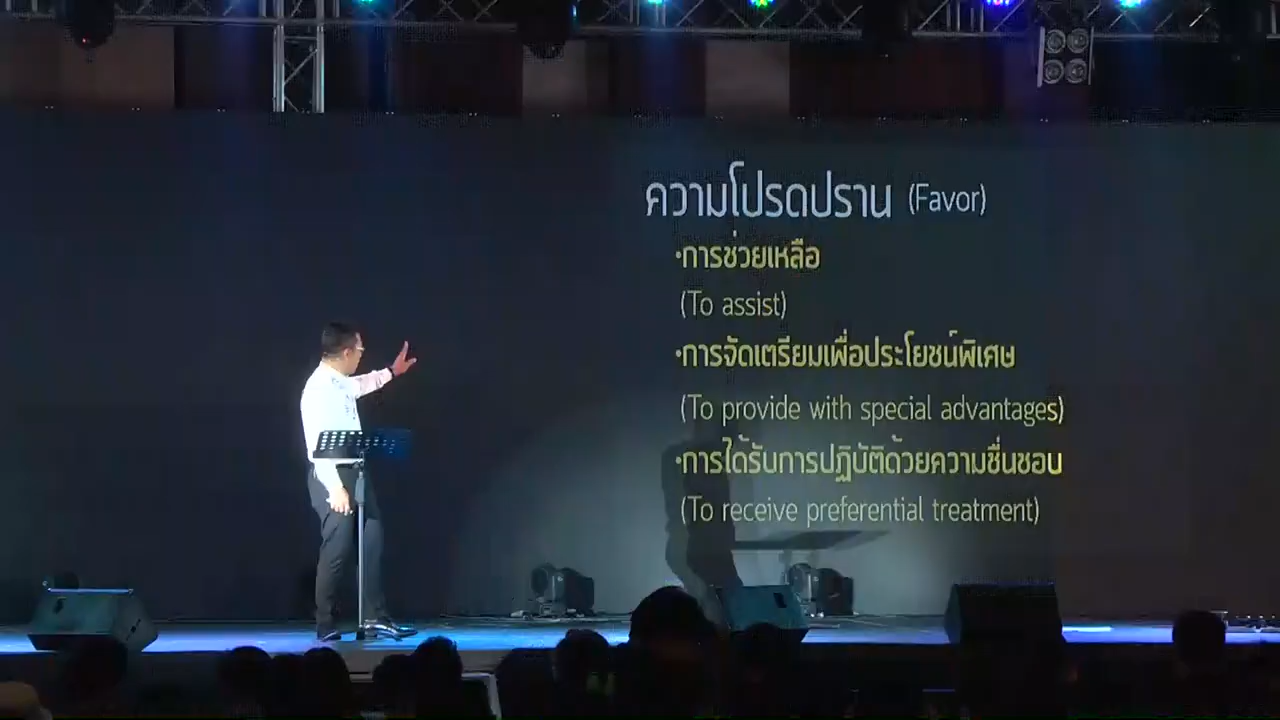 ความโปรดปราน (Favor)
•การช่วยเหลือ
(To assist)
•การจัดเตรียมเพื่อประโยชน์พิเศษ
(To provide with special advantages)
•การได้รับการปฏิบัติด้วยความชื่นชอบ
(To receive preferential treatment)